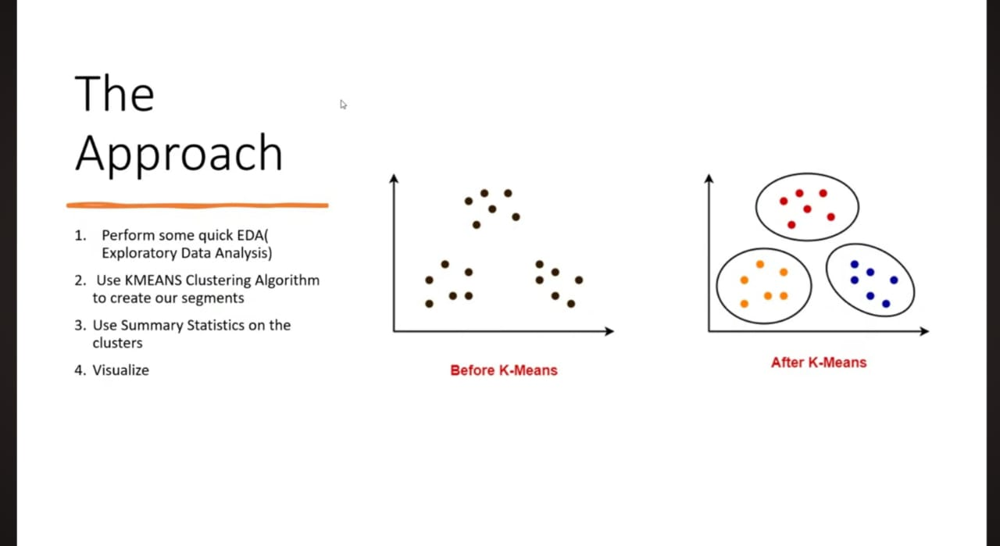 The
Approach
1. Perform some quick EDA(
Exploratory Data Analysis)
2. Use KMEANS Clustering Algorithm
to create our segments
3. Use Summary Statistics on the
clusters
4. Visualize
Before K-Means
After K-Means